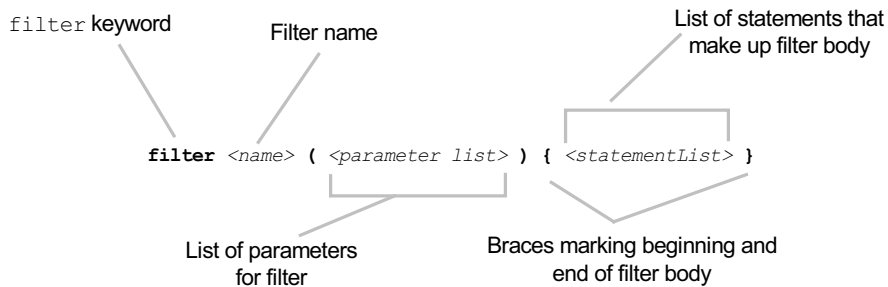 filter keyword
Filter name
List of statements that
make up filter body
filter <name> ( <parameter list> ) { <statementList> }
List of parameters
for filter
Braces marking beginning and
end of filter body